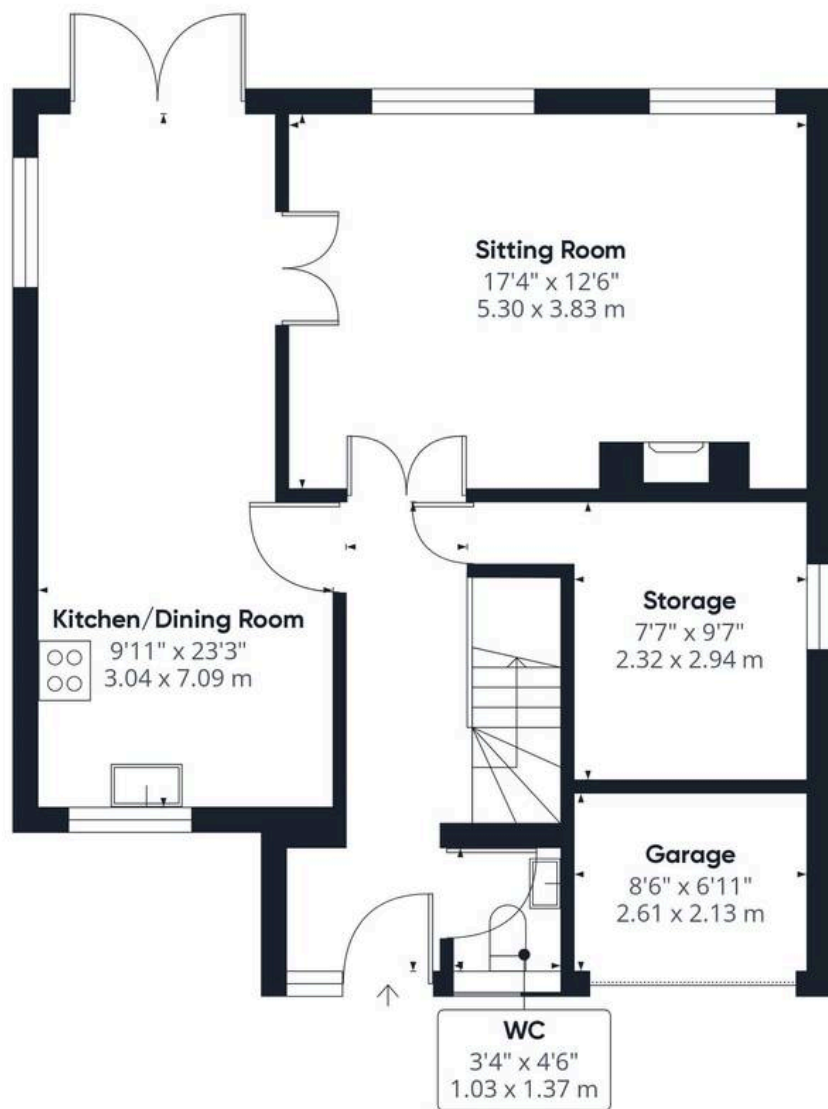 Sitting Room
17'4" x 12'6"
5.30 x 3.83 m
Kitchen/Dining Room
9'11" x 23'3"
3.04 x 7.09 m
Storage
7'7" x 9'7"
2.32 x 2.94 m
Garage
8'6" x 6'11"
2.61 x 2.13 m
WC
3'4" x 4'6"
1.03 x 1.37 m